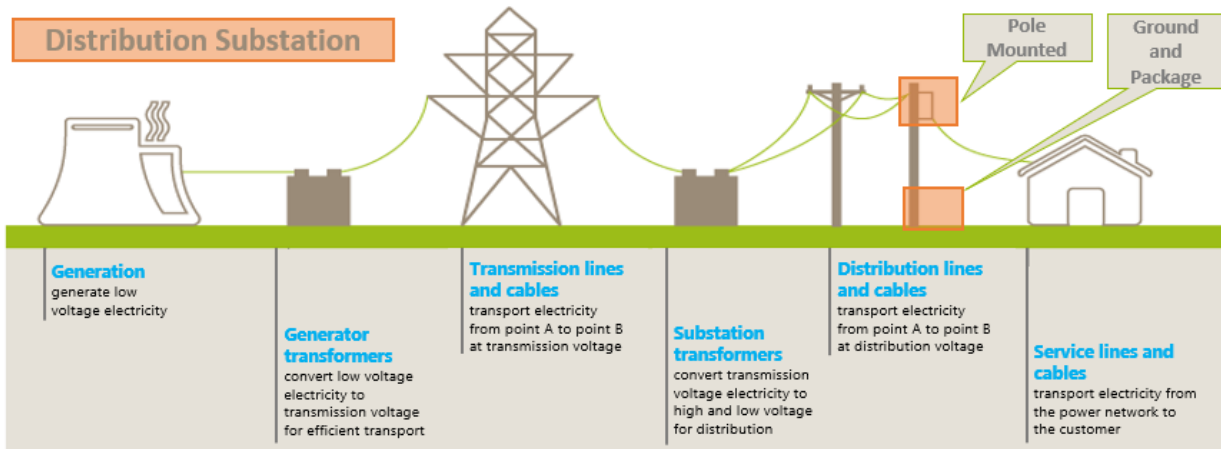 Distribution Substation
Pole
Mounted
Ground
and
Package
Generation
generate low
voltage electricity
Generator
transformers
convert low voltage
electricity to
transmission voltage
for efficient transport
Transmission lines
and cables
transport electricity
from point A to point B
at transmission voltage
Substation
transformers
convert transmission
voltage electricity to
high and low voltage
for distribution
Distribution lines
and cables
transport electricity
from point A to point B
at distribution voltage
Service lines and
cables
transport electricity from
the power network to
the customer